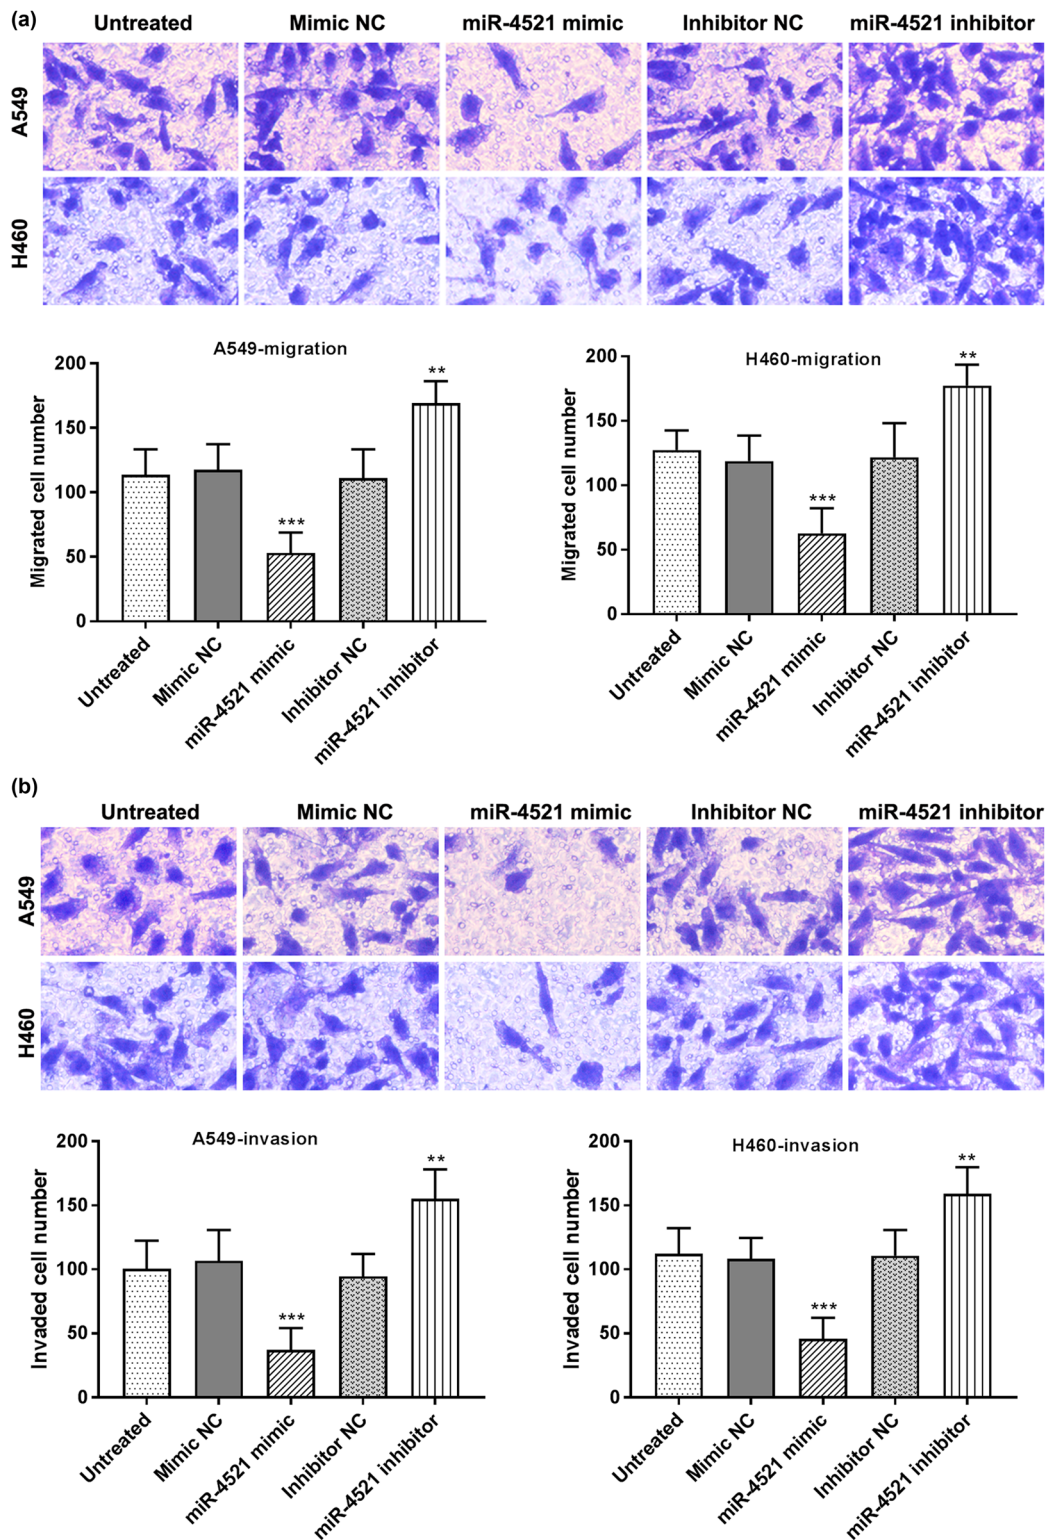 (a)
Untreated Mimic NC miR-4521 mimic Inhibitor NC miR-4521 inhibitor
A549
H460
A549-migration
Migrated cell number
200
150
100
50
0
** 
***
Untreated
Mimic NC
miR-4521 mimic
Inhibitor NC
miR-4521 inhibitor
H460-migration
Migrated cell number
200
150
100
50
0
**
***
Untreated
Mimic NC
miR-4521 mimic
Inhibitor NC
miR-4521 inhibitor
(b)
Untreated Mimic NC miR-4521 mimic Inhibitor NC miR-4521 inhibitor
A549
H460
A549-invasion
Invaded cell number
200
150
100
50
0
**
***
Untreated
Mimic NC
miR-4521 mimic
Inhibitor NC
miR-4521 inhibitor
H460-invasion
Invaded cell number
200
150
100
50
0
**
***
Untreated
Mimic NC
miR-4521 mimic
Inhibitor NC
miR-4521 inhibitor